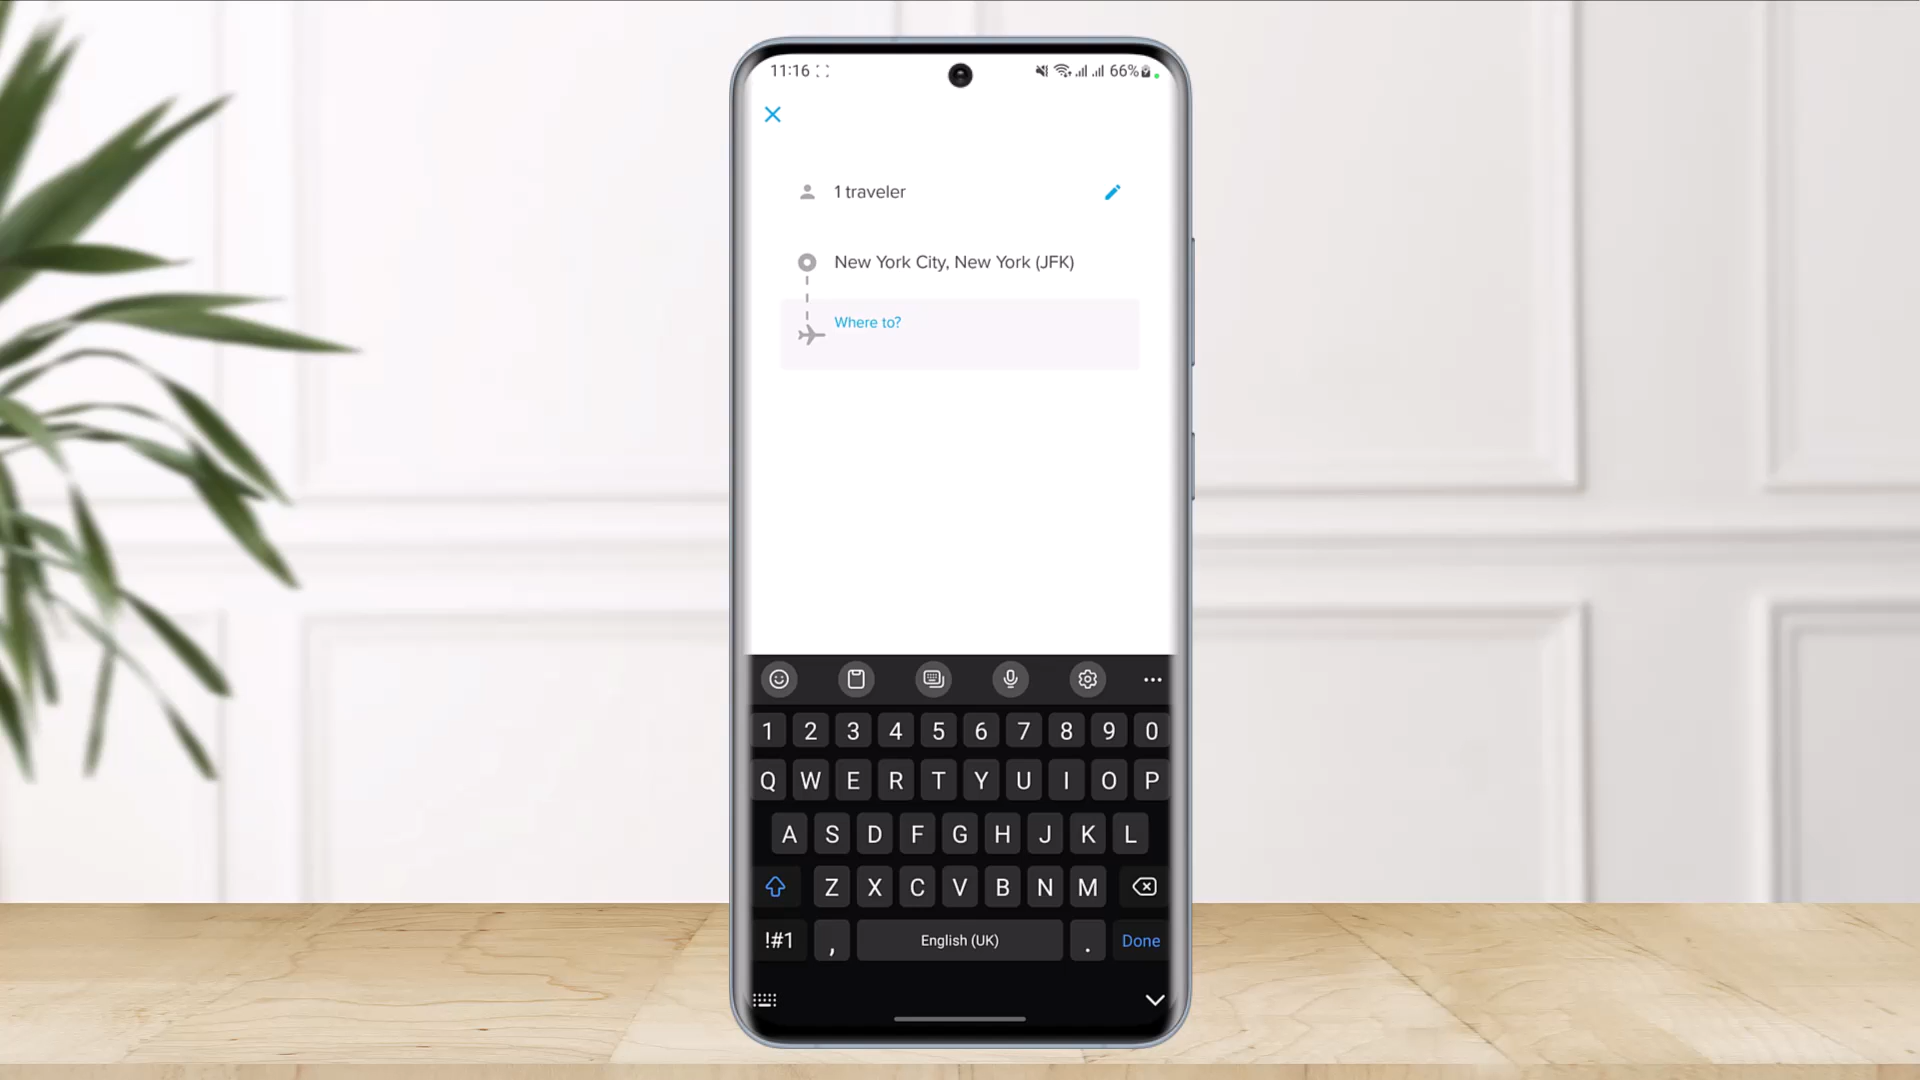 11:16 66%
1 traveler
New York City, New York (JFK)
Where to?
1 2 3 4 5 6 7 8 9 0
Q W E R T Y U I O P
A S D F G H J K L
Z X C V B N M
!#1 , English (UK) . Done